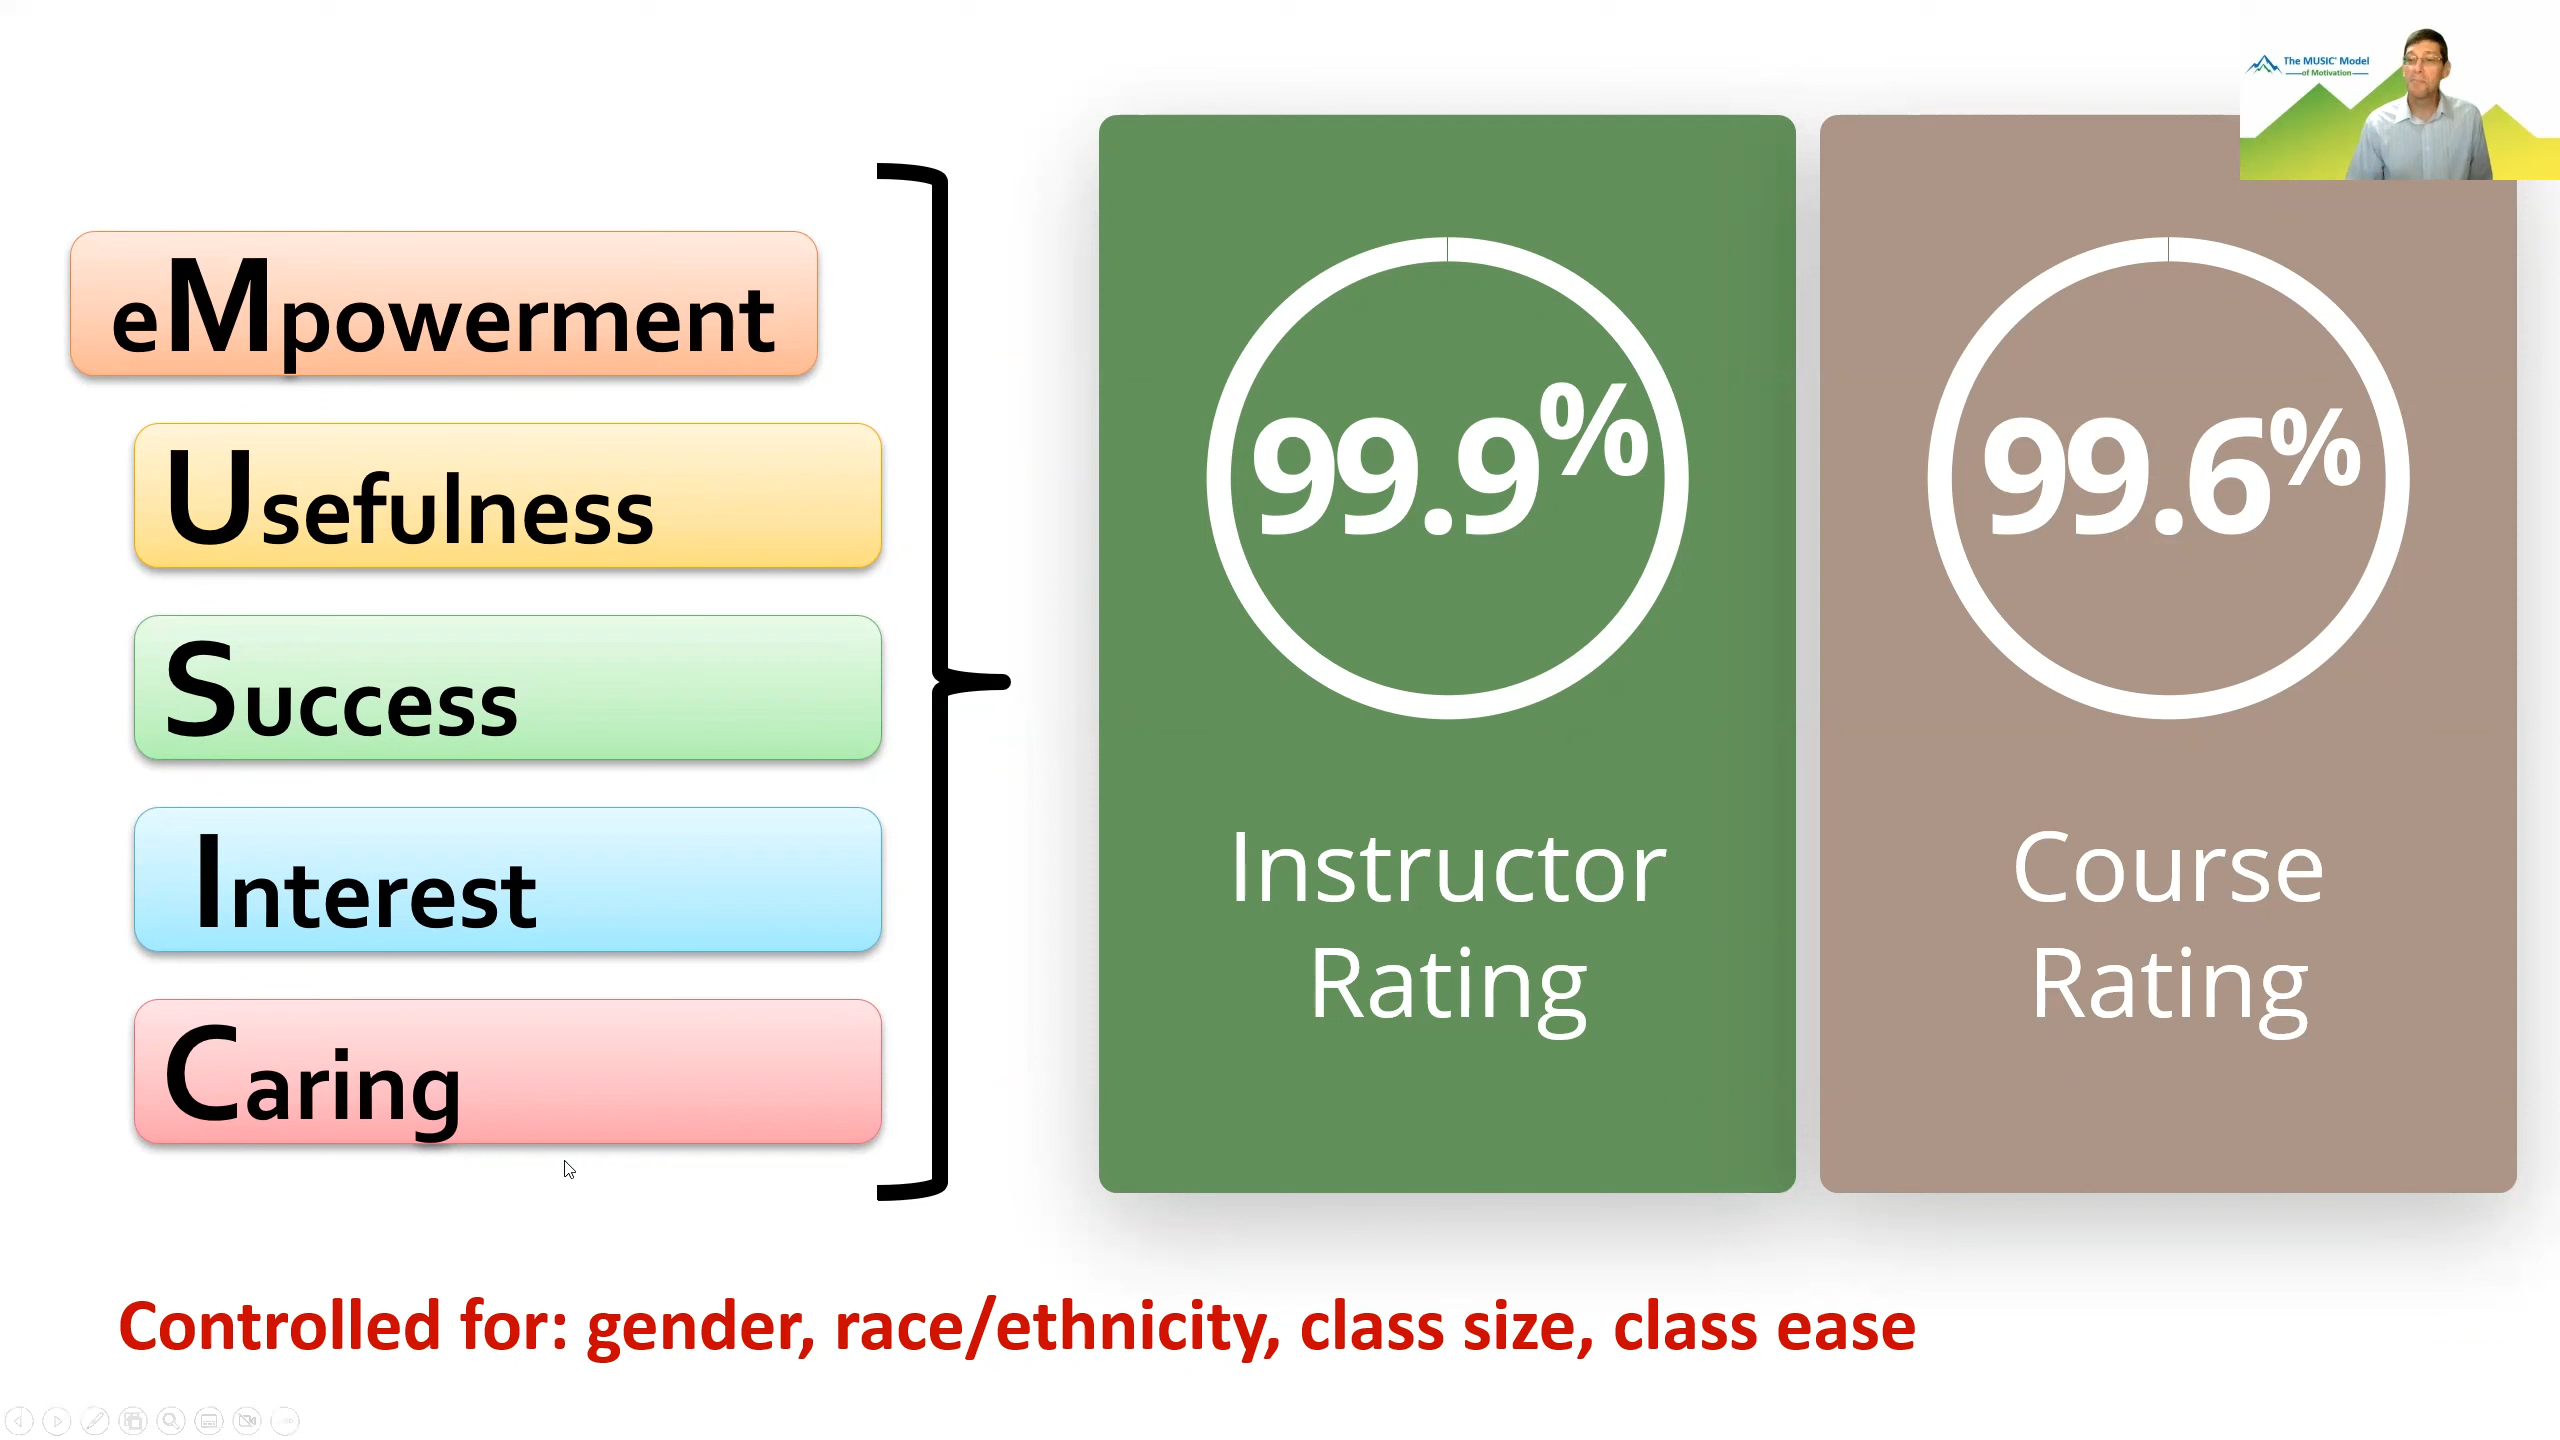 The MUSIC® Model
of Motivation
eMpowerment
Usefulness
Success
Interest
Caring
99.9%
Instructor
Rating
99.6%
Course
Rating
Controlled for: gender, race/ethnicity, class size, class ease